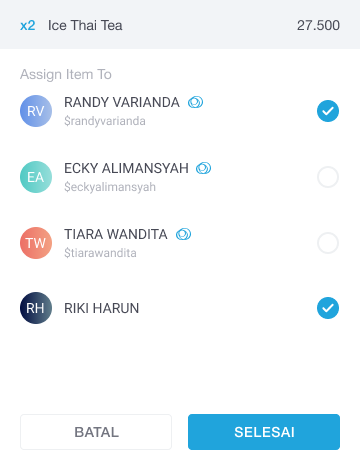 x2 Ice Thai Tea 27.500
Assign Item To
RV RANDY VARIANDA
$randyvarianda
EA ECKY ALIMANSYAH
$eckyalimansyah
TW TIARA WANDITA
$tiarawandita
RH RIKI HARUN
BATAL SELESAI